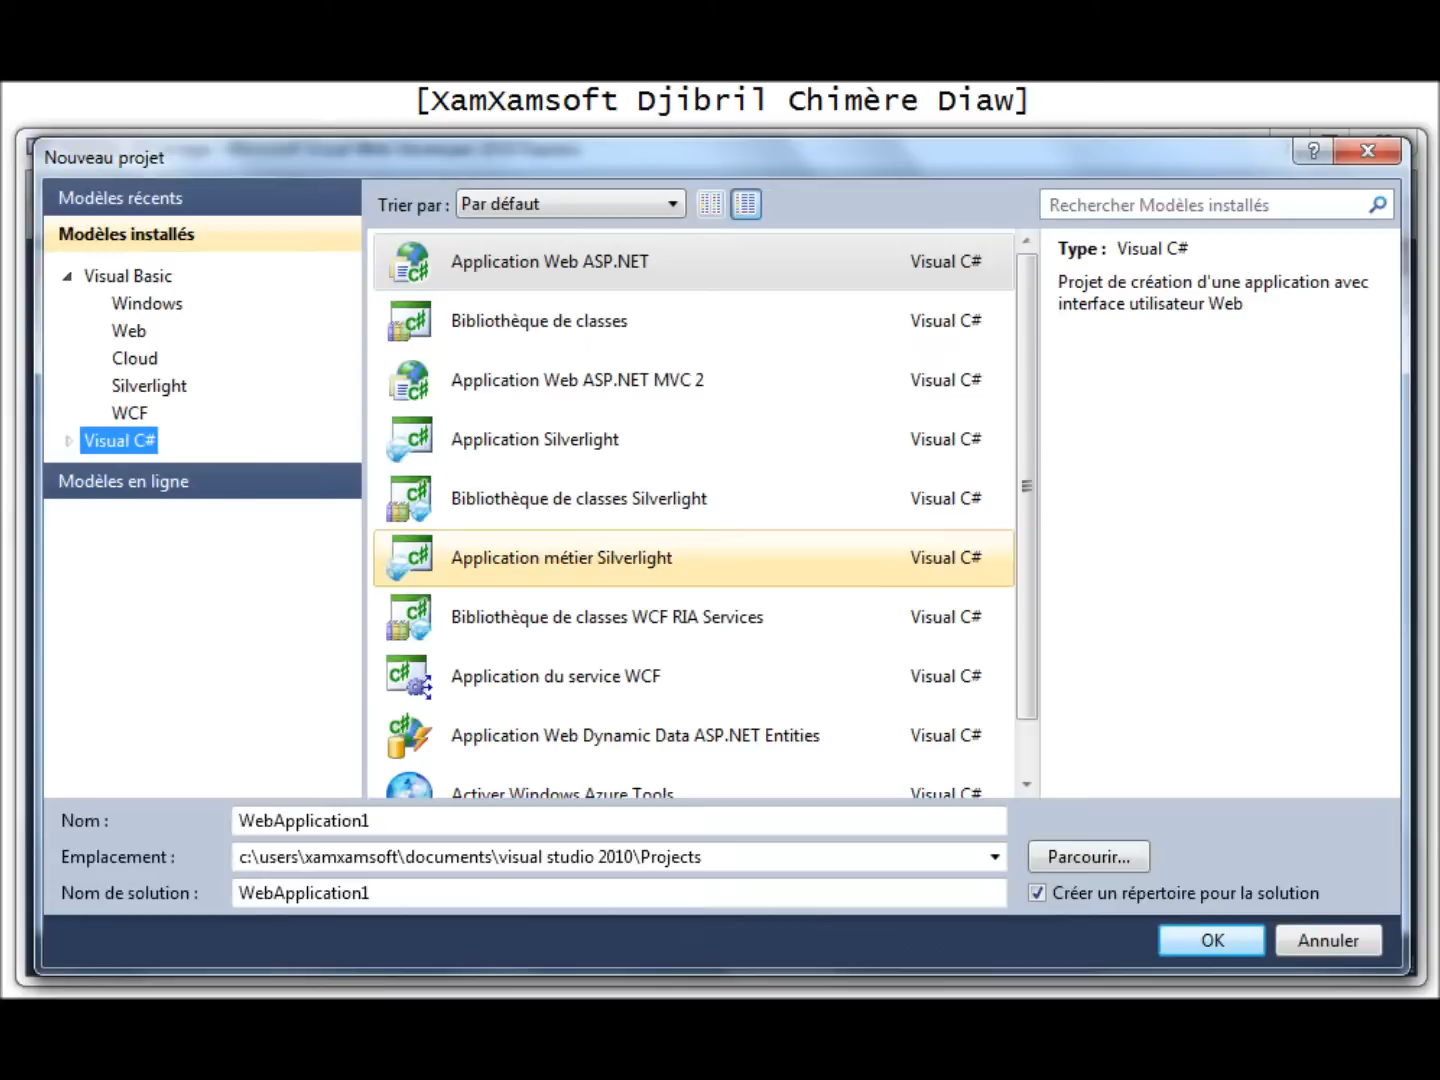 [XamXamsoft Djibril Chimère Diaw]
Nouveau projet
Modèles récents
Modèles installés
Visual Basic
Windows
Web
Cloud
Silverlight
WCF
Visual C#
Modèles en ligne
Trier par : Par défaut
Application Web ASP.NET Visual C#
Bibliothèque de classes Visual C#
Application Web ASP.NET MVC 2 Visual C#
Application Silverlight Visual C#
Bibliothèque de classes Silverlight Visual C#
Application métier Silverlight Visual C#
Bibliothèque de classes WCF RIA Services Visual C#
Application du service WCF Visual C#
Application Web Dynamic Data ASP.NET Entities Visual C#
Activer Windows Azure Tools Visual C#
Rechercher Modèles installés
Type : Visual C#
Projet de création d'une application avec
interface utilisateur Web
Nom : WebApplication1
Emplacement : c:\users\xamxamsoft\documents\visual studio 2010\Projects
Parcourir...
Nom de solution : WebApplication1
Créer un répertoire pour la solution
OK
Annuler